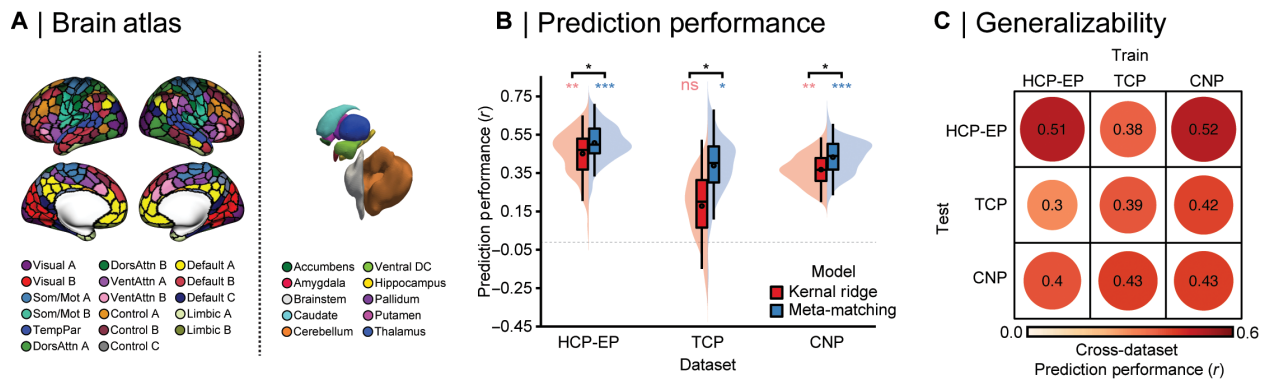 A | Brain atlas
Visual A
Visual B
Som/Mot A
Som/Mot B
TempPar
DorsAttn A
DorsAttn B
VentAttn A
VentAttn B
Control A
Control B
Control C
Default A
Default B
Default C
Limbic A
Limbic B
Accumbens
Amygdala
Brainstem
Caudate
Cerebellum
Ventral DC
Hippocampus
Pallidum
Putamen
Thalamus
B | Prediction performance
* * *
** *** ns * ** ***
Prediction performance (r)
0.75
0.55
0.35
0.15
−0.05
−0.25
−0.45
Model
Kernal ridge
Meta-matching
HCP-EP TCP CNP
Dataset
C | Generalizability
Train
HCP-EP TCP CNP
Test
HCP-EP 0.51 0.38 0.52
TCP 0.3 0.39 0.42
CNP 0.4 0.43 0.43
0.0 0.6
Cross-dataset
Prediction performance (r)